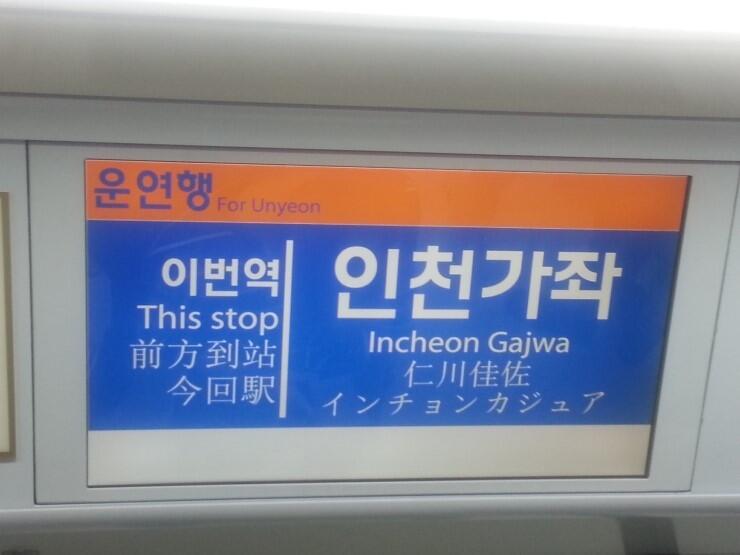 운연행 For Unyeon
이번역
This stop
前方到站
今回駅
인천가좌
Incheon Gajwa
仁川佳佐
インチョンカジュア